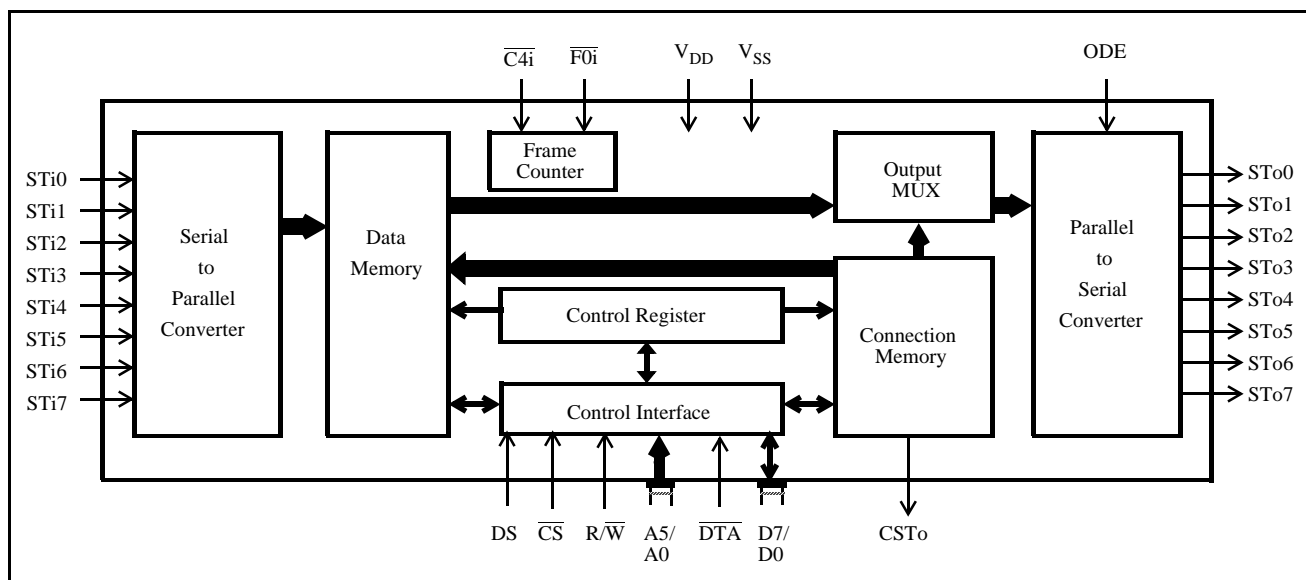 C4i F0i VDD VSS ODE
Frame
Counter
Output
MUX
STi0
STi1
STi2
STi3
STi4
STi5
STi6
STi7
Serial
to
Parallel
Converter
Data
Memory
Control Register
Control Interface
Connection
Memory
Parallel
to
Serial
Converter
STo0
STo1
STo2
STo3
STo4
STo5
STo6
STo7
DS CS R/W A5/
A0 DTA D7/
D0 CSTo